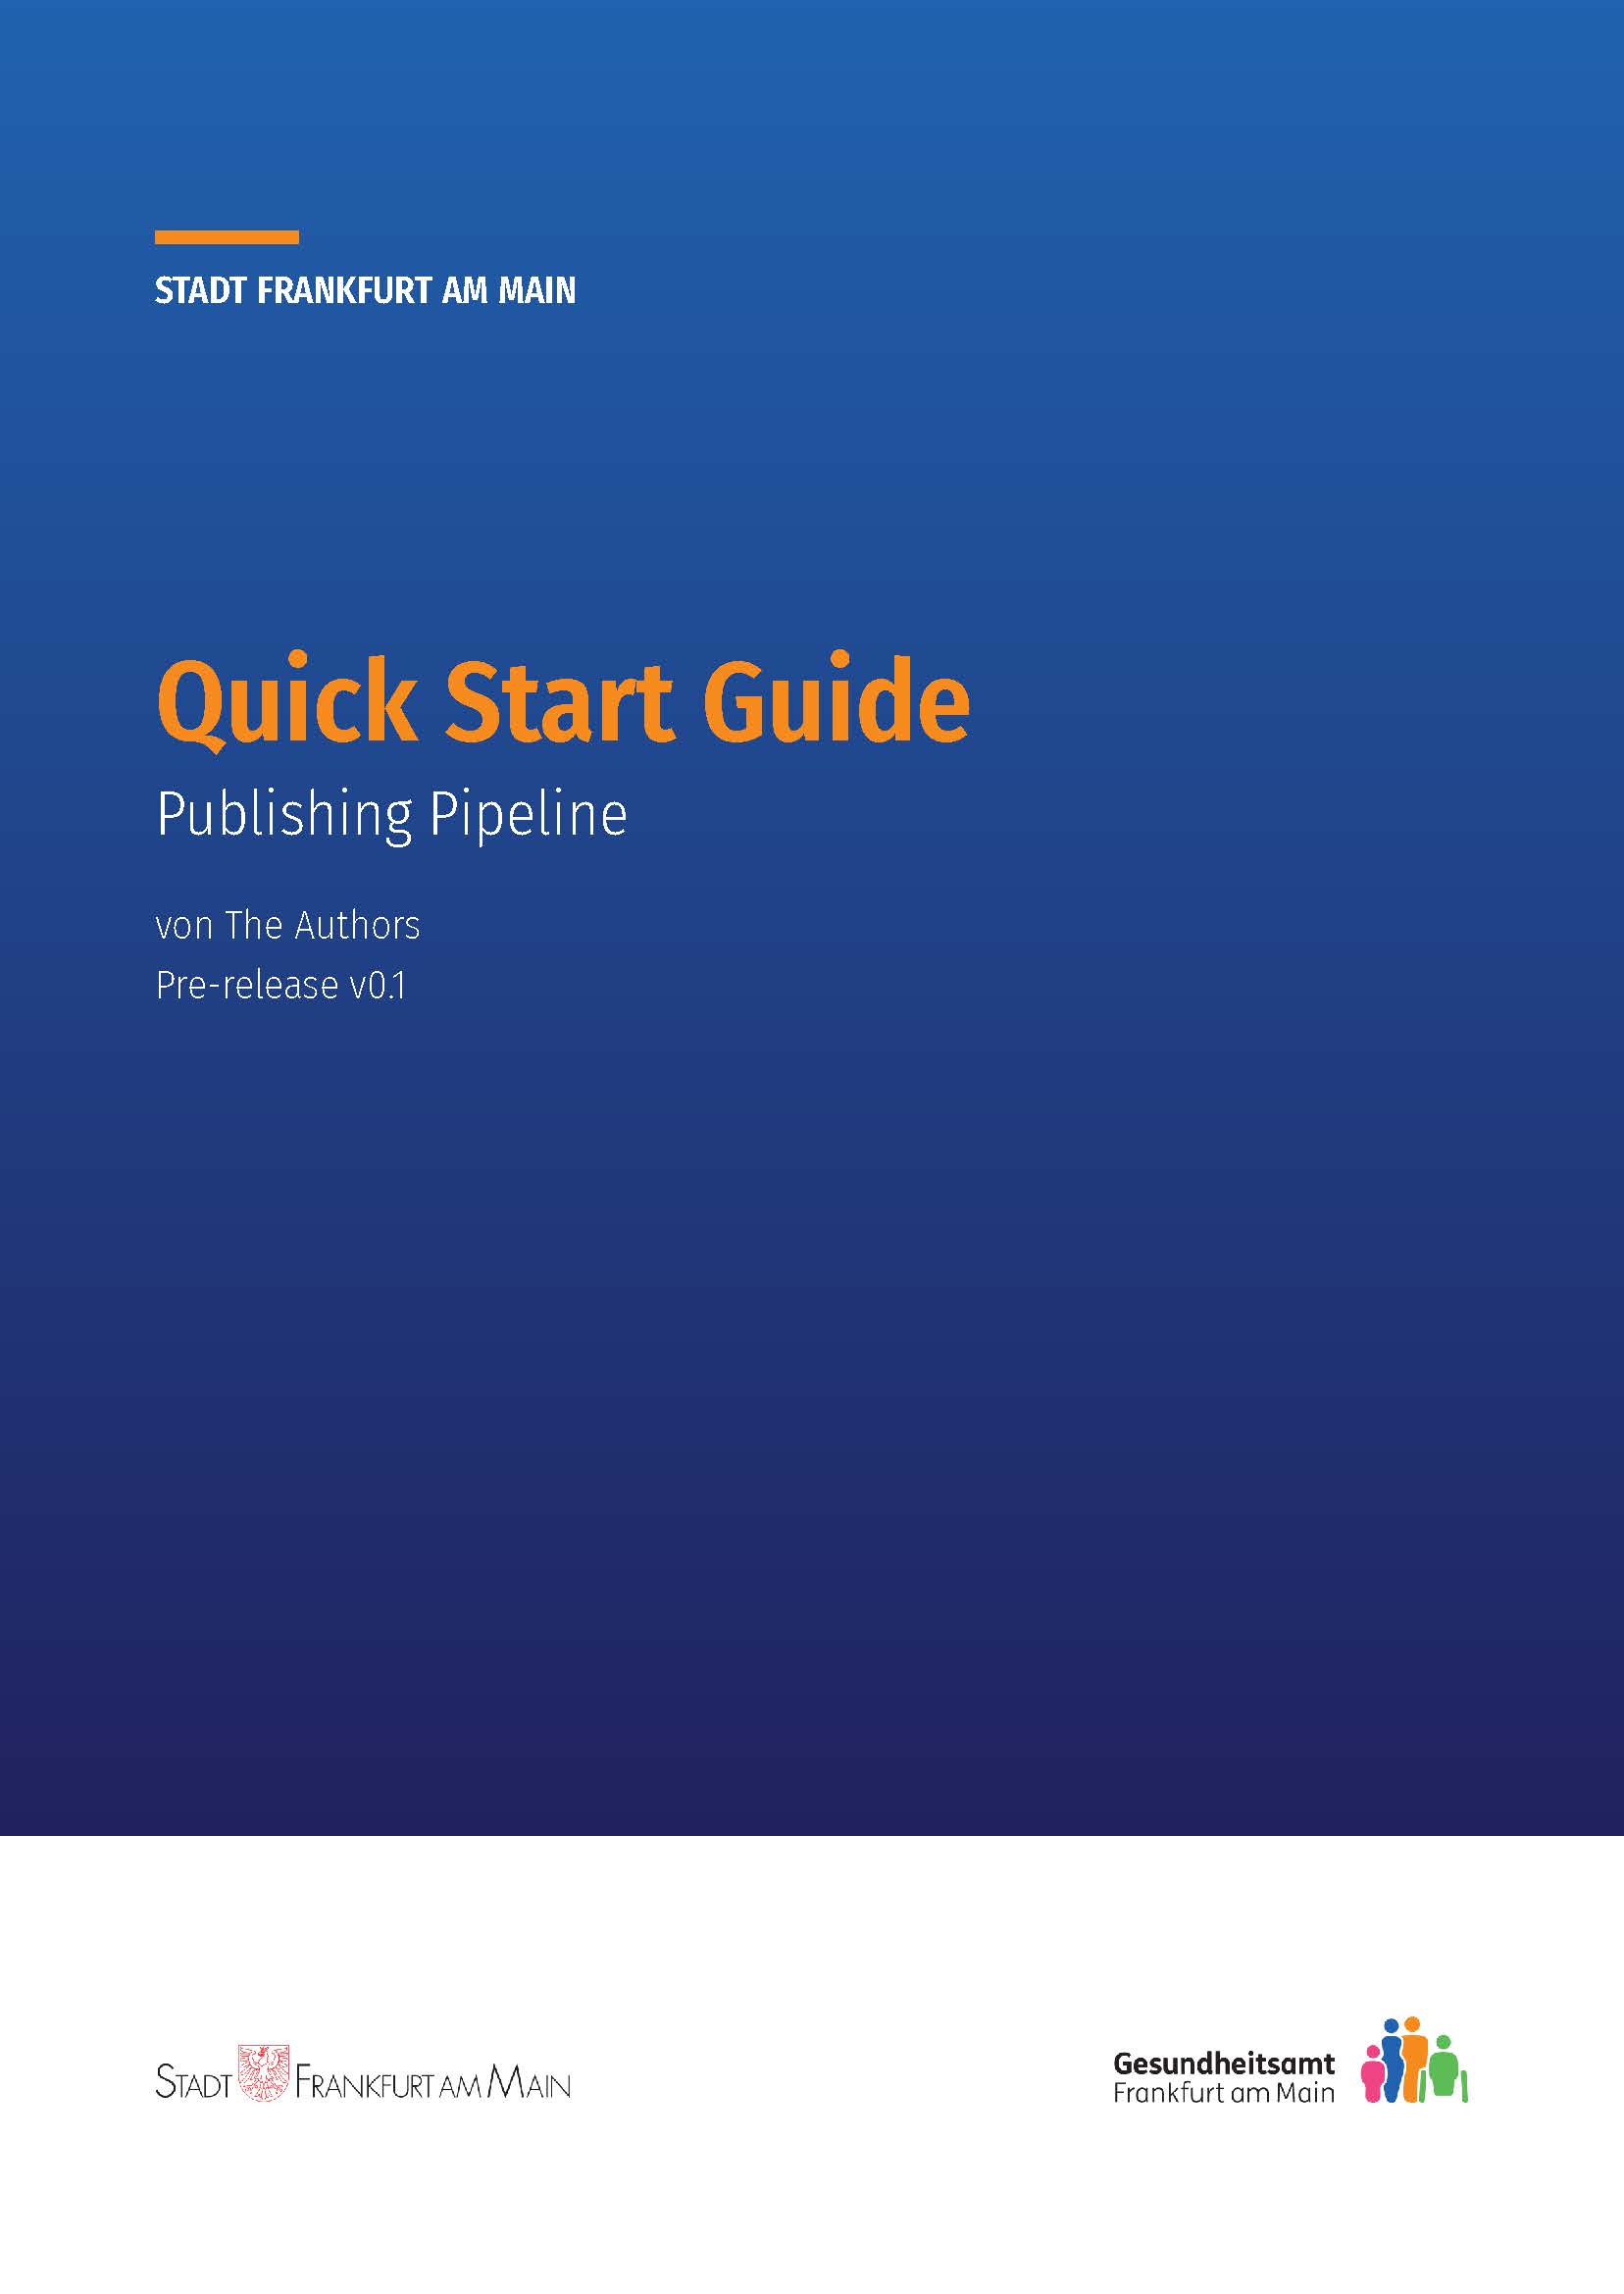 STADT FRANKFURT AM MAIN
Quick Start Guide
Publishing Pipeline
von The Authors
Pre-release v0.1
STADT FRANKFURT AM MAIN
Gesundheitsamt
Frankfurt am Main